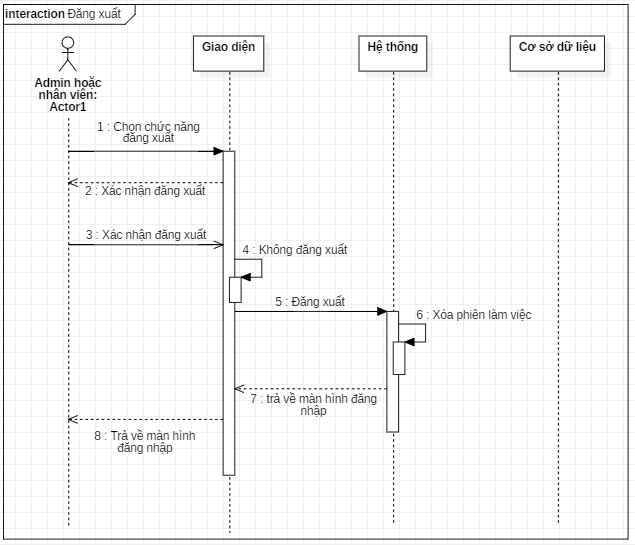 interaction Đăng xuất
Giao diện
Hệ thống
Cơ sở dữ liệu
Admin hoặc
nhân viên:
Actor1
1 : Chọn chức năng
đăng xuất
2 : Xác nhận đăng xuất
3 : Xác nhận đăng xuất
4 : Không đăng xuất
5 : Đăng xuất
6 : Xóa phiên làm việc
7 : trả về màn hình đăng
nhập
8 : Trả về màn hình
đăng nhập